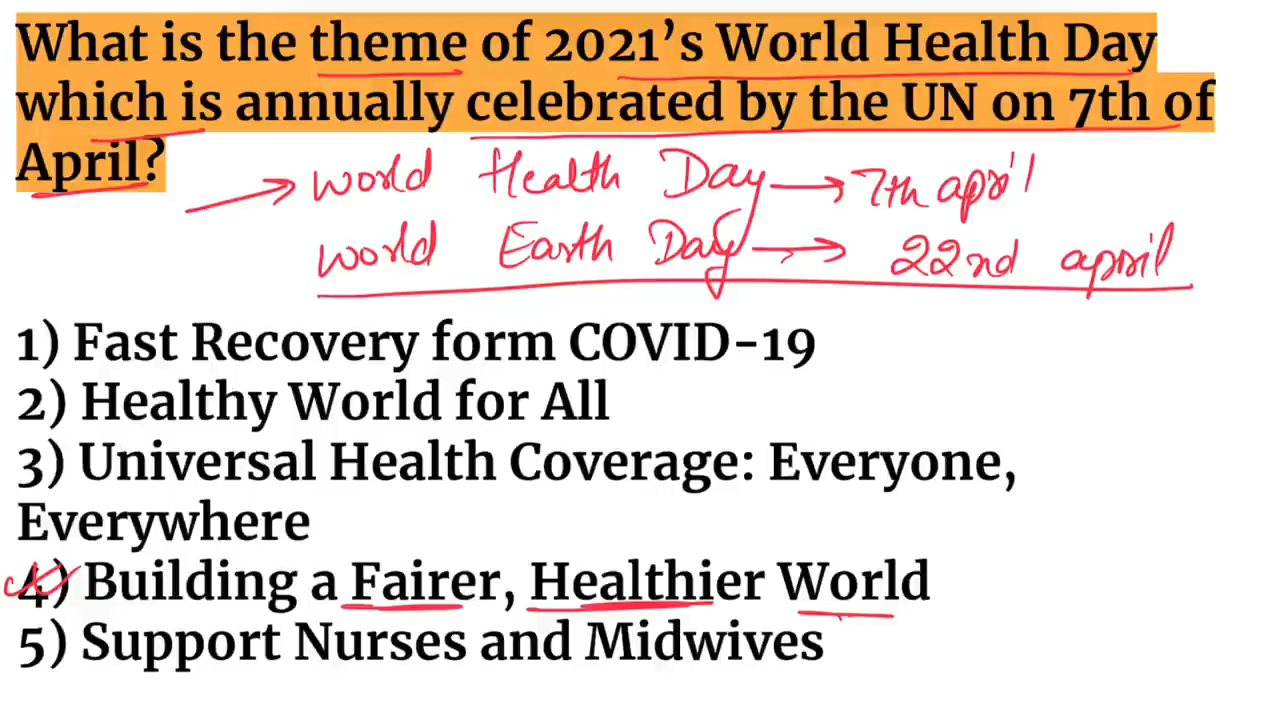 What is the theme of 2021’s World Health Day
which is annually celebrated by the UN on 7th of
April?
world Health Day → 7th april
world Earth Day → 22nd april
1) Fast Recovery form COVID-19
2) Healthy World for All
3) Universal Health Coverage: Everyone,
Everywhere
4) Building a Fairer, Healthier World
5) Support Nurses and Midwives